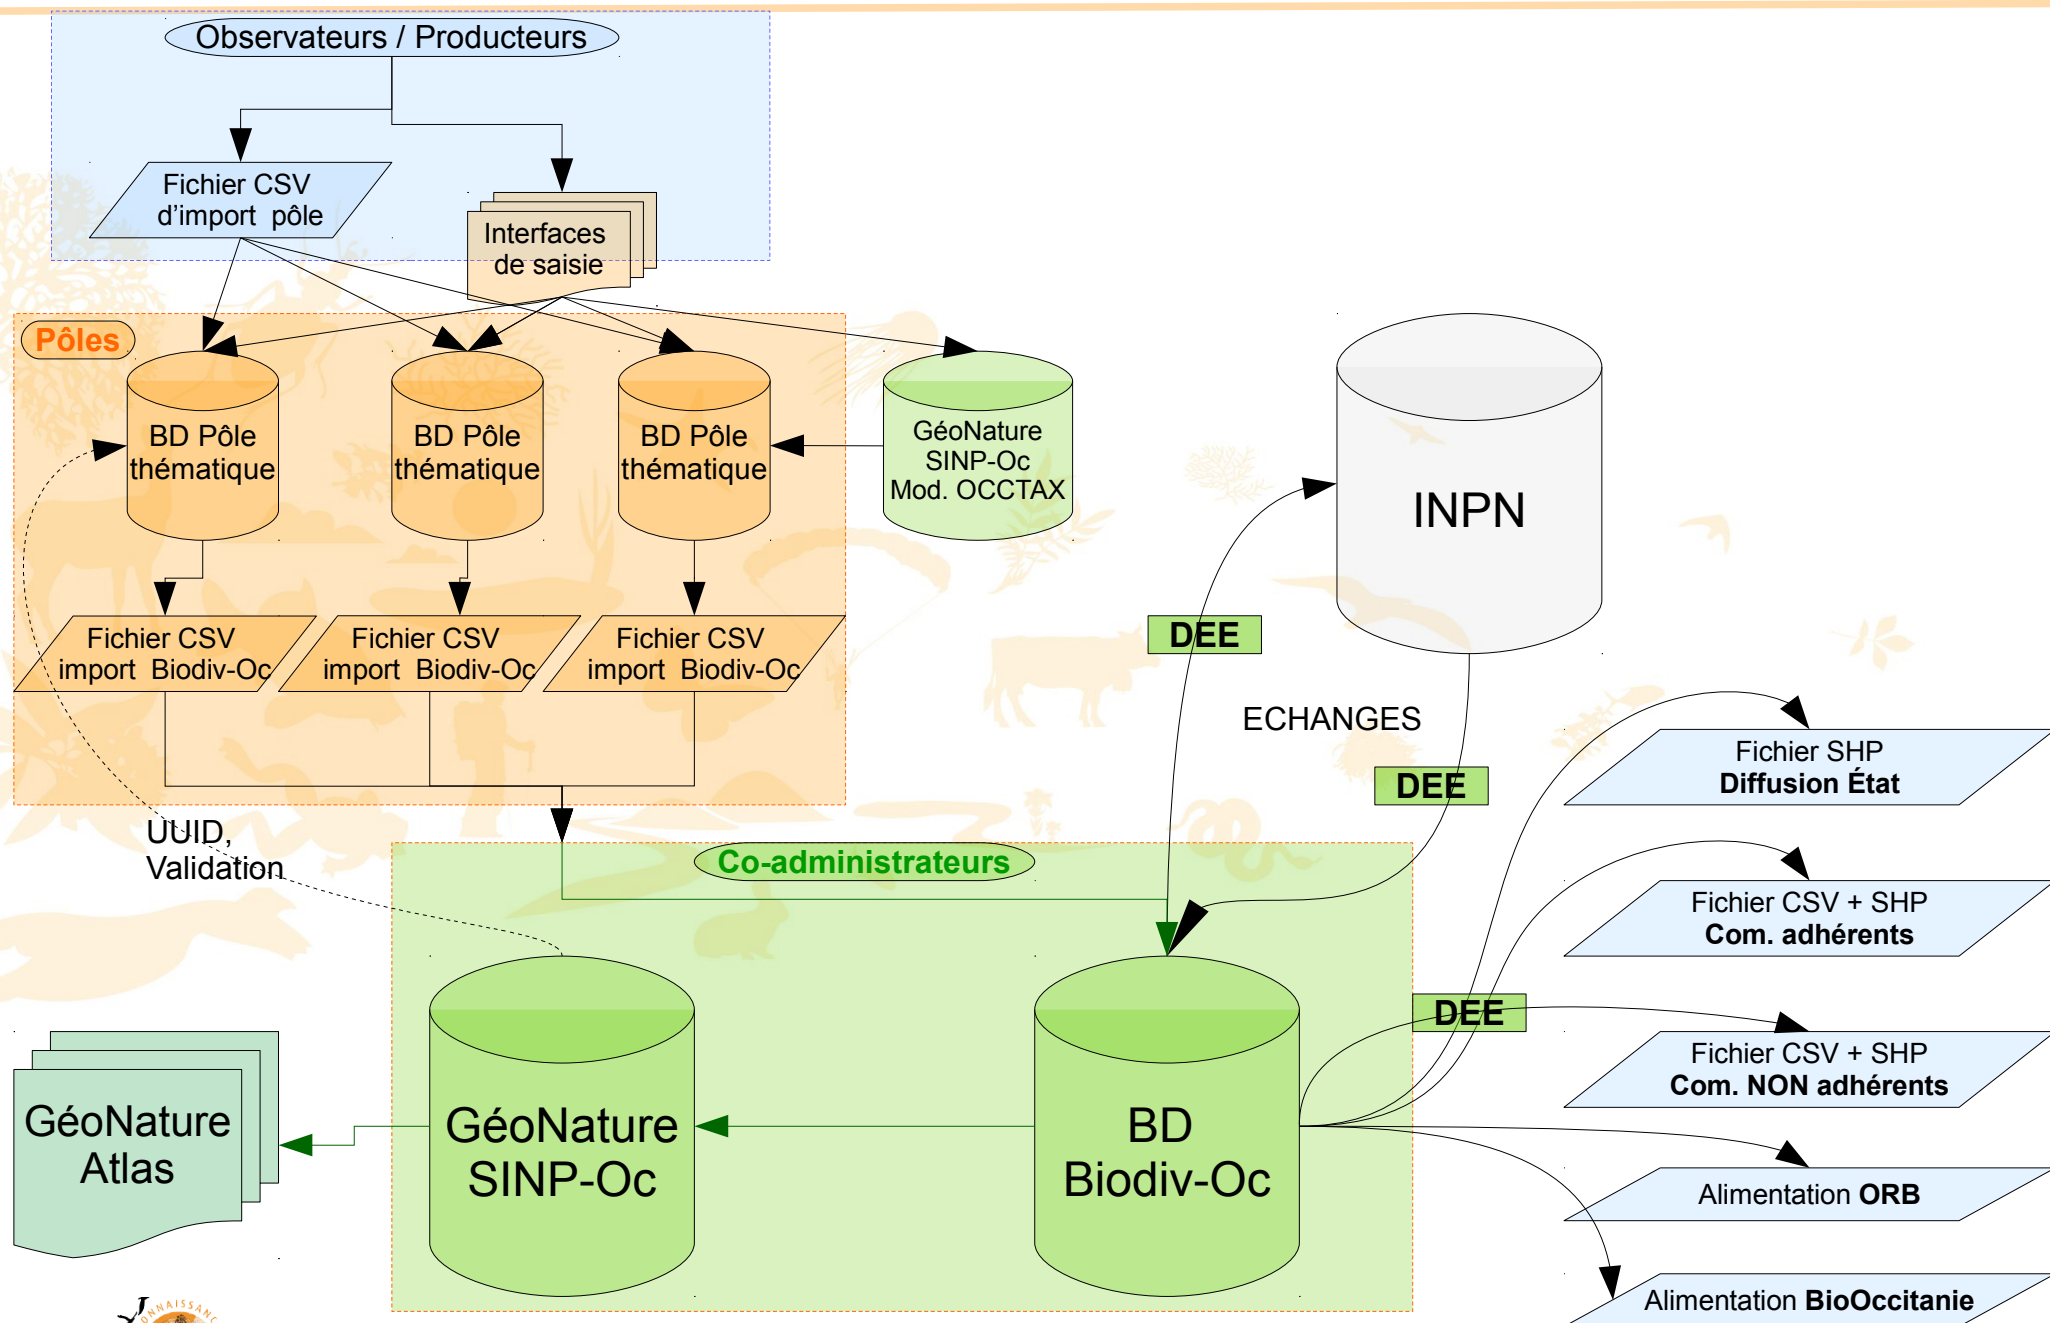 Observateurs / Producteurs
Fichier CSV
d'import pôle
Interfaces
de saisie
Pôles
BD Pôle
thématique
BD Pôle
thématique
BD Pôle
thématique
GéoNature
SINP-Oc
Mod. OCCTAX
INPN
Fichier CSV
import Biodiv-Oc
Fichier CSV
import Biodiv-Oc
Fichier CSV
import Biodiv-Oc
DEE
ECHANGES
DEE
Fichier SHP
Diffusion État
UUID,
Validation
Co-administrateurs
Fichier CSV + SHP
Com. adhérents
DEE
Fichier CSV + SHP
Com. NON adhérents
GéoNature
Atlas
GéoNature
SINP-Oc
BD
Biodiv-Oc
Alimentation ORB
Alimentation BioOccitanie